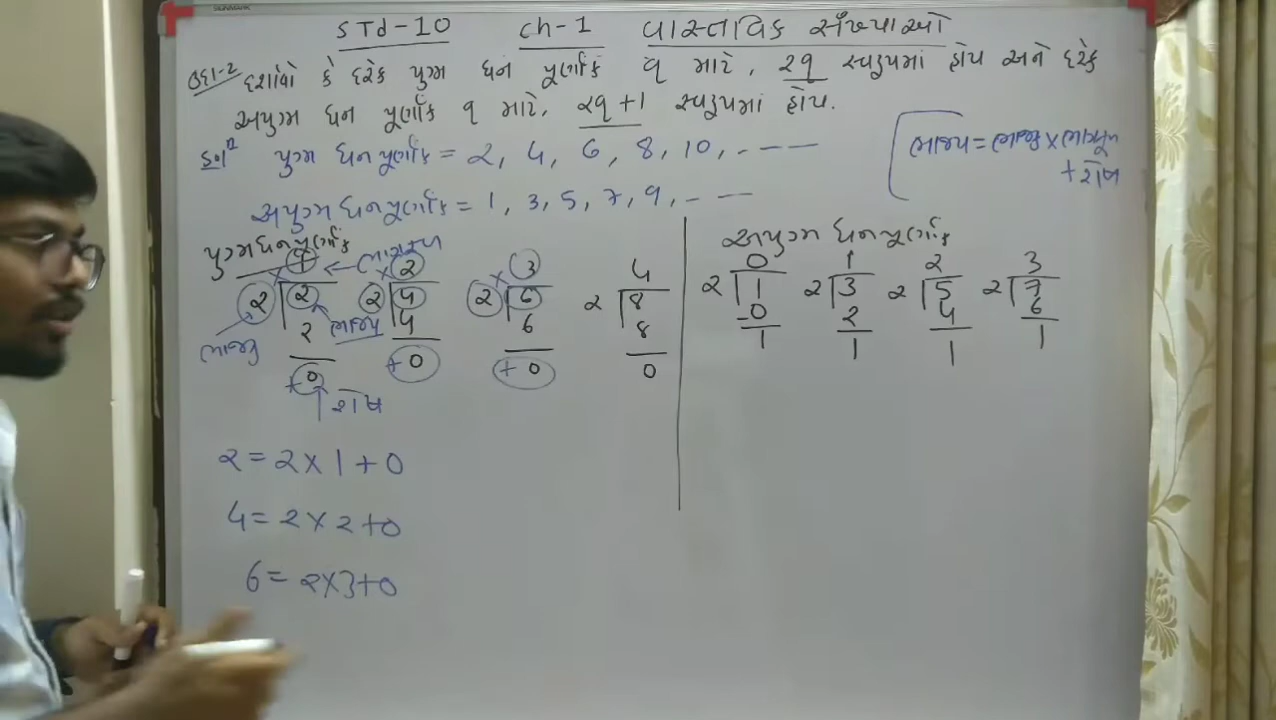 STd-10 Ch-1 વાસ્તવિક સંખ્યાઓ
ઉદા-2 દર્શાવો કે દરેક યુગ્મ ધન પૂર્ણાંક q માટે, 2q સ્વરૂપમાં હોય અને દરેક
અયુગ્મ ધન પૂર્ણાંક q માટે, 2q+1 સ્વરૂપમાં હોય.
યુગ્મ ધન પૂર્ણાંક = 2, 4, 6, 8, 10, - - - -
ભાજ્ય = ભાજક × ભાગફળ
+ શેષ
અયુગ્મ ધન પૂર્ણાંક = 1, 3, 5, 7, 9, - - -
યુગ્મ ધન પૂર્ણાંક
1 ← ભાગફળ × 2 × 3 4
2 2 2 4 2 6 2 8
ભાજક 2 ભાજ્ય 4 6 8
+0 +0 +0 0
શેષ
અયુગ્મ ધન પૂર્ણાંક
0 1 2 3
2 1 2 3 2 5 2 7
-0 2 4 6
1 1 1 1
2 = 2 × 1 + 0
4 = 2 × 2 + 0
6 = 2 × 3 + 0